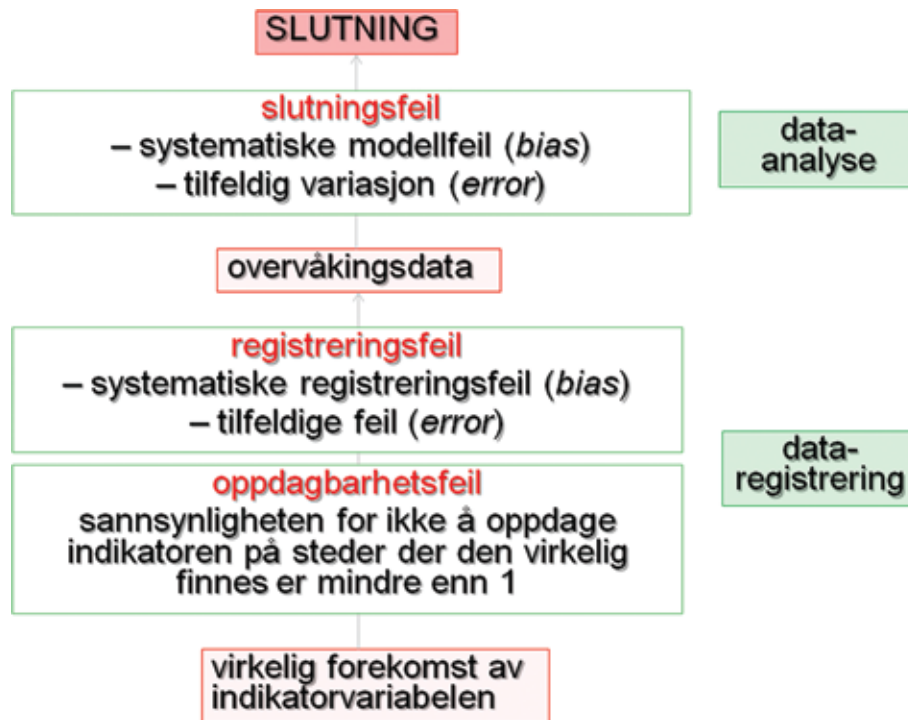 SLUTNING
slutningsfeil
– systematiske modellfeil (bias)
– tilfeldig variasjon (error)
data-
analyse
overvåkingsdata
registreringsfeil
– systematiske registreringsfeil (bias)
– tilfeldige feil (error)
data-
registrering
oppdagbarhetsfeil
sannsynligheten for ikke å oppdage
indikatoren på steder der den virkelig
finnes er mindre enn 1
virkelig forekomst av
indikatorvariabelen